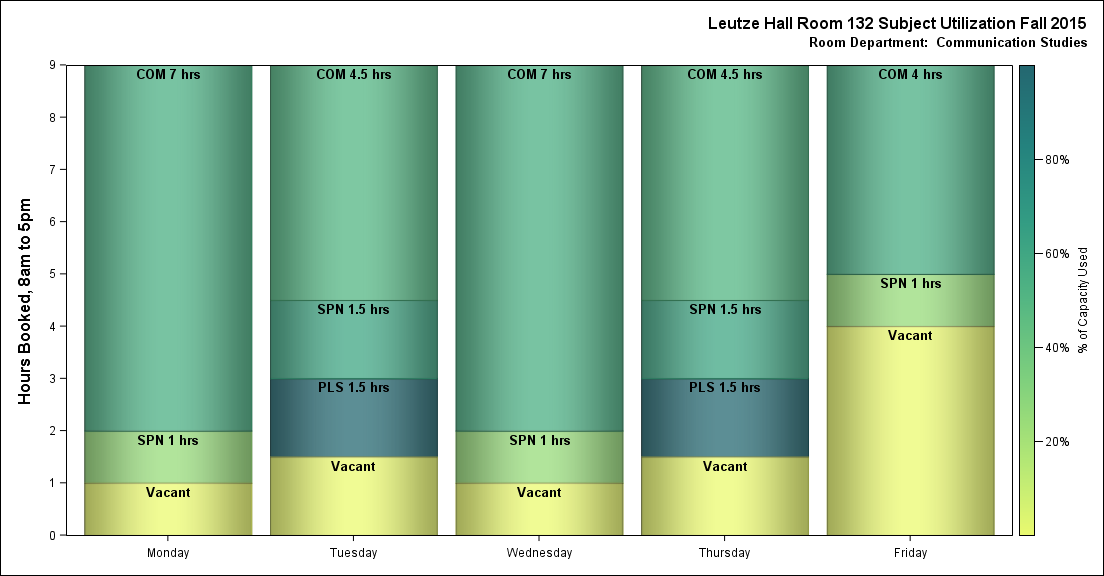 Leutze Hall Room 132 Subject Utilization Fall 2015
Room Department: Communication Studies
Hours Booked, 8am to 5pm
9
8
7
6
5
4
3
2
1
0
COM 7 hrs
SPN 1 hrs
Vacant
COM 4.5 hrs
SPN 1.5 hrs
PLS 1.5 hrs
Vacant
COM 7 hrs
SPN 1 hrs
Vacant
COM 4.5 hrs
SPN 1.5 hrs
PLS 1.5 hrs
Vacant
COM 4 hrs
SPN 1 hrs
Vacant
Monday
Tuesday
Wednesday
Thursday
Friday
80%
60%
40%
20%
% of Capacity Used